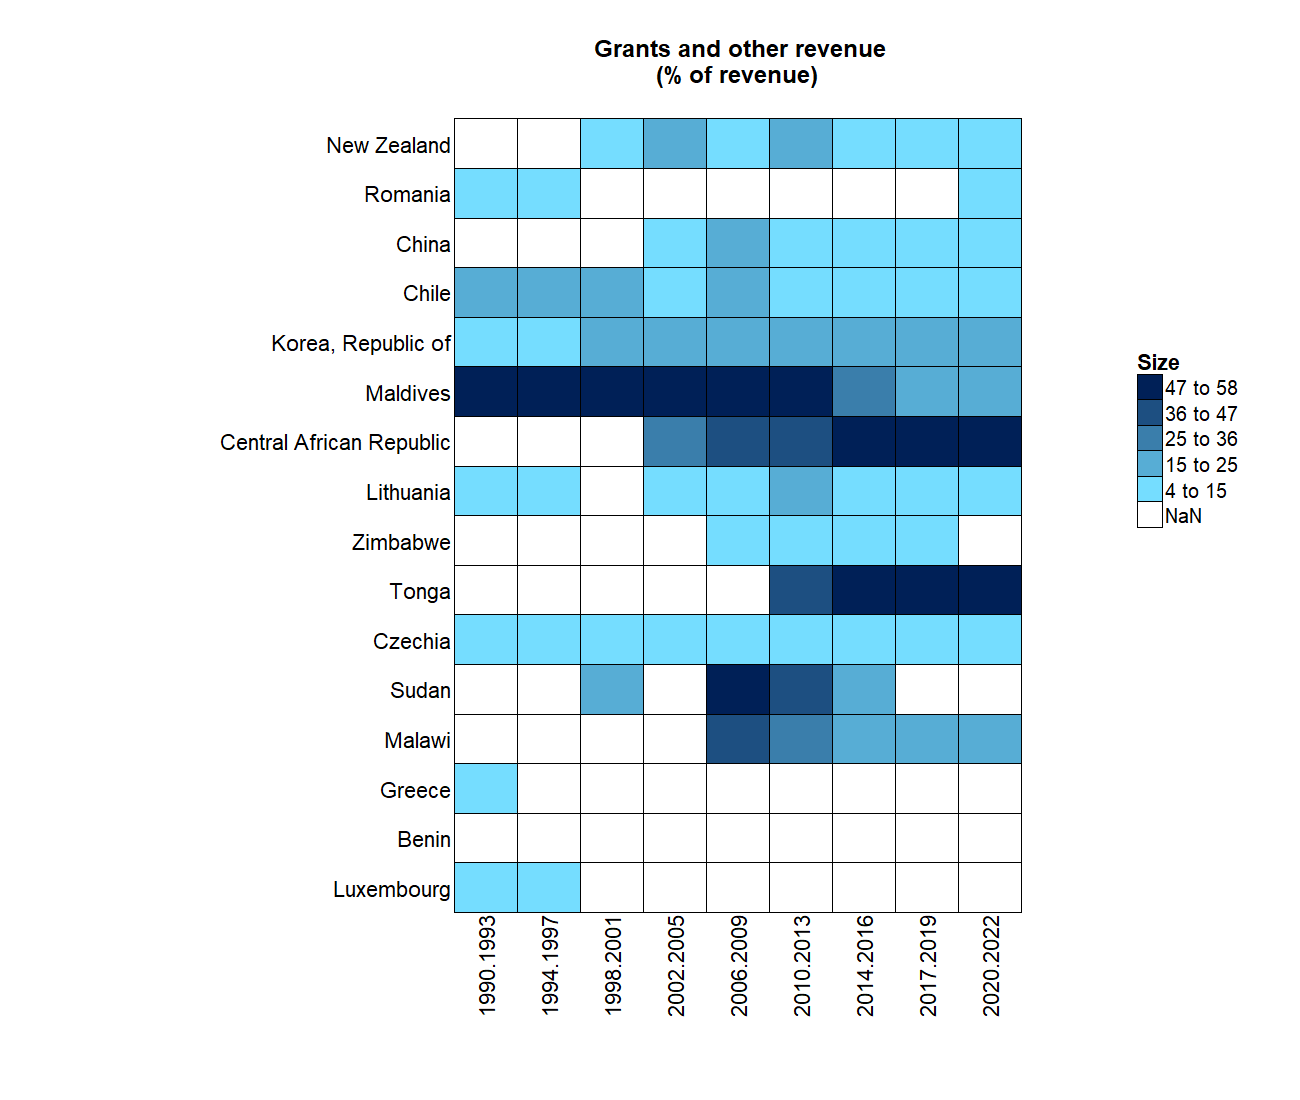 Grants and other revenue
(% of revenue)
New Zealand
Romania
China
Chile
Korea, Republic of
Maldives
Central African Republic
Lithuania
Zimbabwe
Tonga
Czechia
Sudan
Malawi
Greece
Benin
Luxembourg
1990.1993
1994.1997
1998.2001
2002.2005
2006.2009
2010.2013
2014.2016
2017.2019
2020.2022
Size
47 to 58
36 to 47
25 to 36
15 to 25
4 to 15
NaN